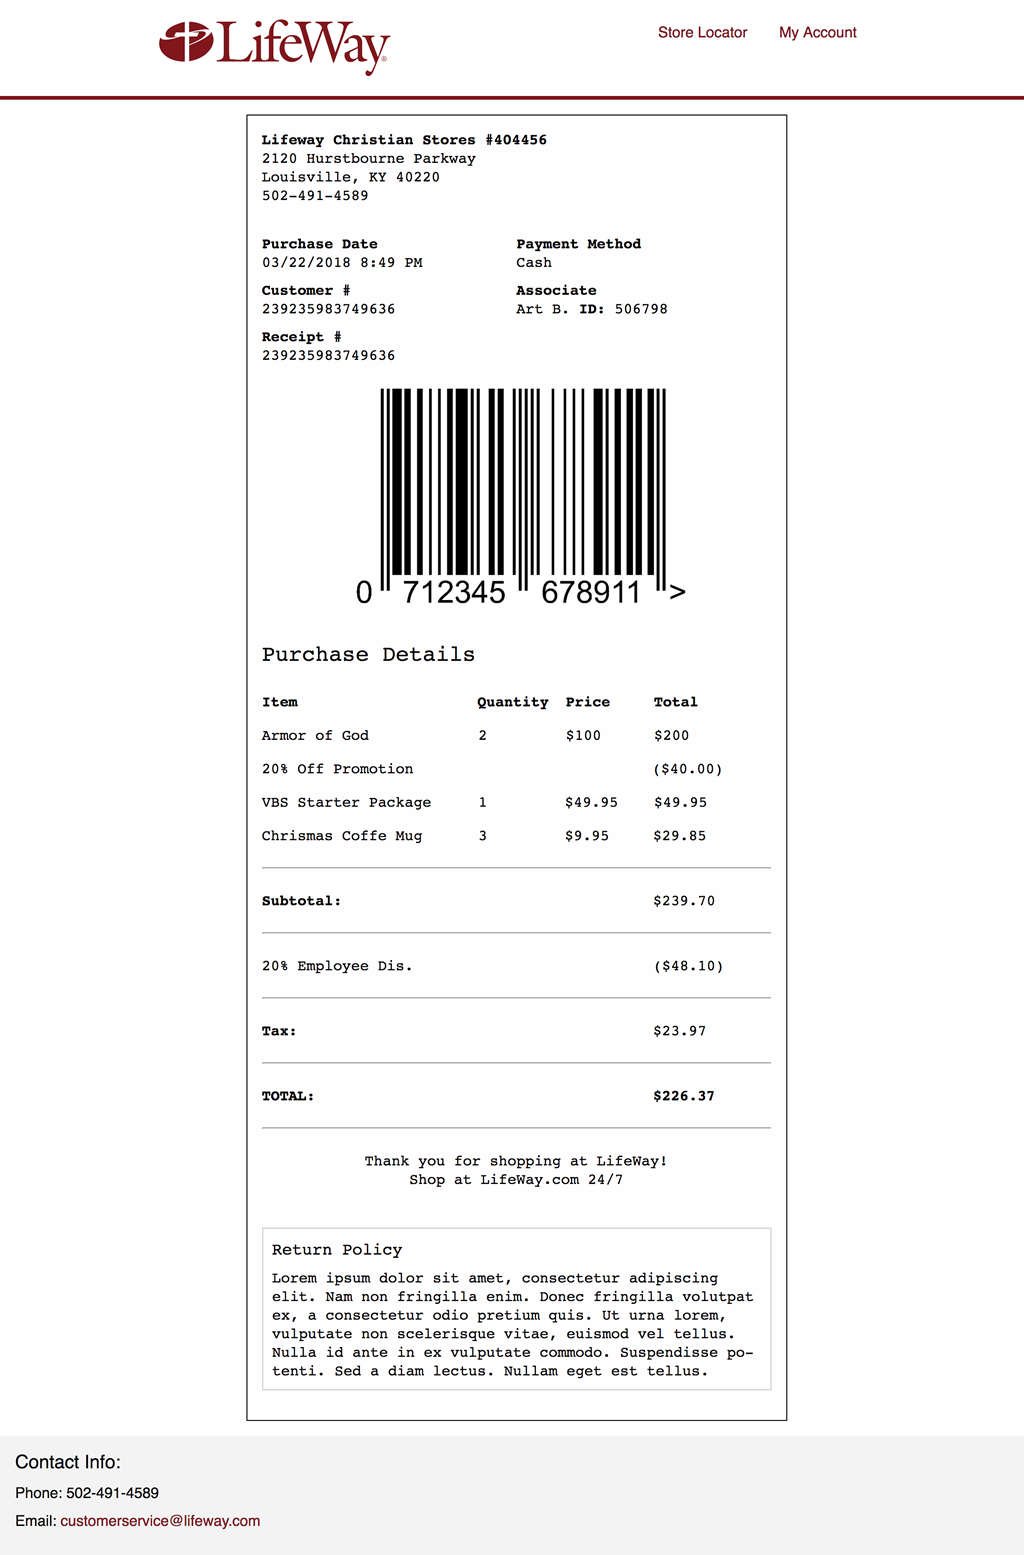 LifeWay®
Store Locator My Account
Lifeway Christian Stores #404456
2120 Hurstbourne Parkway
Louisville, KY 40220
502-491-4589
Purchase Date Payment Method
03/22/2018 8:49 PM Cash
Customer # Associate
239235983749636 Art B. ID: 506798
Receipt #
239235983749636
0 712345 678911 >
Purchase Details
Item Quantity Price Total
Armor of God 2 $100 $200
20% Off Promotion ($40.00)
VBS Starter Package 1 $49.95 $49.95
Chrismas Coffe Mug 3 $9.95 $29.85
Subtotal: $239.70
20% Employee Dis. ($48.10)
Tax: $23.97
TOTAL: $226.37
Thank you for shopping at LifeWay!
Shop at LifeWay.com 24/7
Return Policy
Lorem ipsum dolor sit amet, consectetur adipiscing
elit. Nam non fringilla enim. Donec fringilla volutpat
ex, a consectetur odio pretium quis. Ut urna lorem,
vulputate non scelerisque vitae, euismod vel tellus.
Nulla id ante in ex vulputate commodo. Suspendisse po-
tenti. Sed a diam lectus. Nullam eget est tellus.
Contact Info:
Phone: 502-491-4589
Email: customerservice@lifeway.com